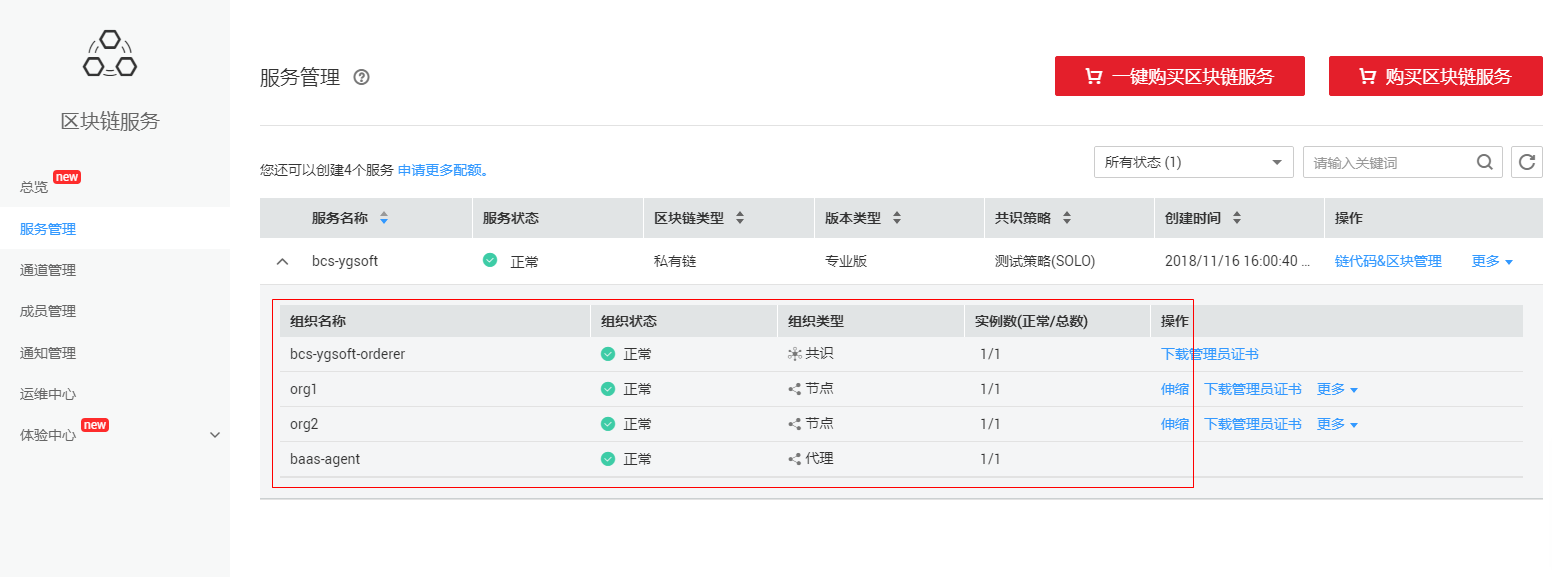 区块链服务
总览 new
服务管理
通道管理
成员管理
通知管理
运维中心
体验中心 new
服务管理 ?
一键购买区块链服务 购买区块链服务
您还可以创建4个服务 申请更多配额。 所有状态 (1) 请输入关键词
服务名称 服务状态 区块链类型 版本类型 共识策略 创建时间 操作
bcs-ygsoft 正常 私有链 专业版 测试策略(SOLO) 2018/11/16 16:00:40 ... 链代码&区块管理 更多
组织名称 组织状态 组织类型 实例数(正常/总数) 操作
bcs-ygsoft-orderer 正常 共识 1/1 下载管理员证书
org1 正常 节点 1/1 伸缩 下载管理员证书 更多
org2 正常 节点 1/1 伸缩 下载管理员证书 更多
baas-agent 正常 代理 1/1